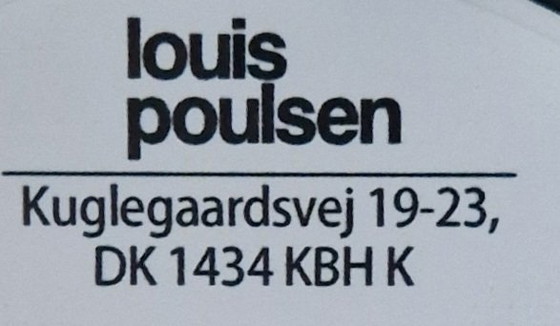 louis
poulsen
Kuglegaardsvej 19-23,
DK 1434 KBH K